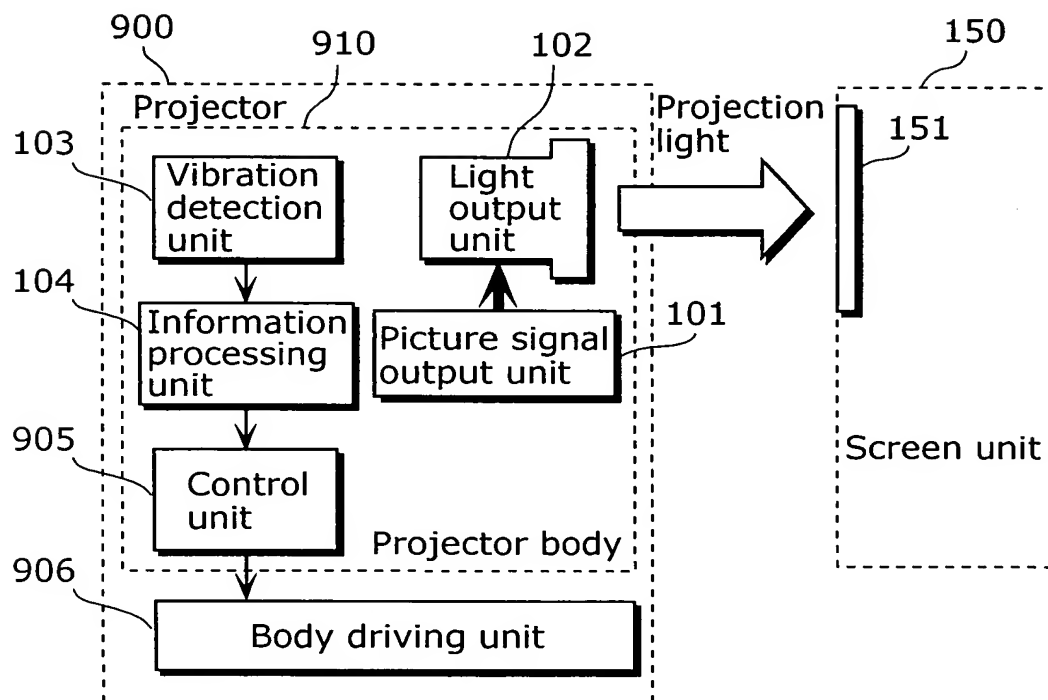 900
910
102
150
Projector
Projection
light
103
151
Vibration
detection
unit
Light
output
unit
104
101
Information
processing
unit
Picture signal
output unit
905
Screen unit
Control
unit
Projector body
906
Body driving unit